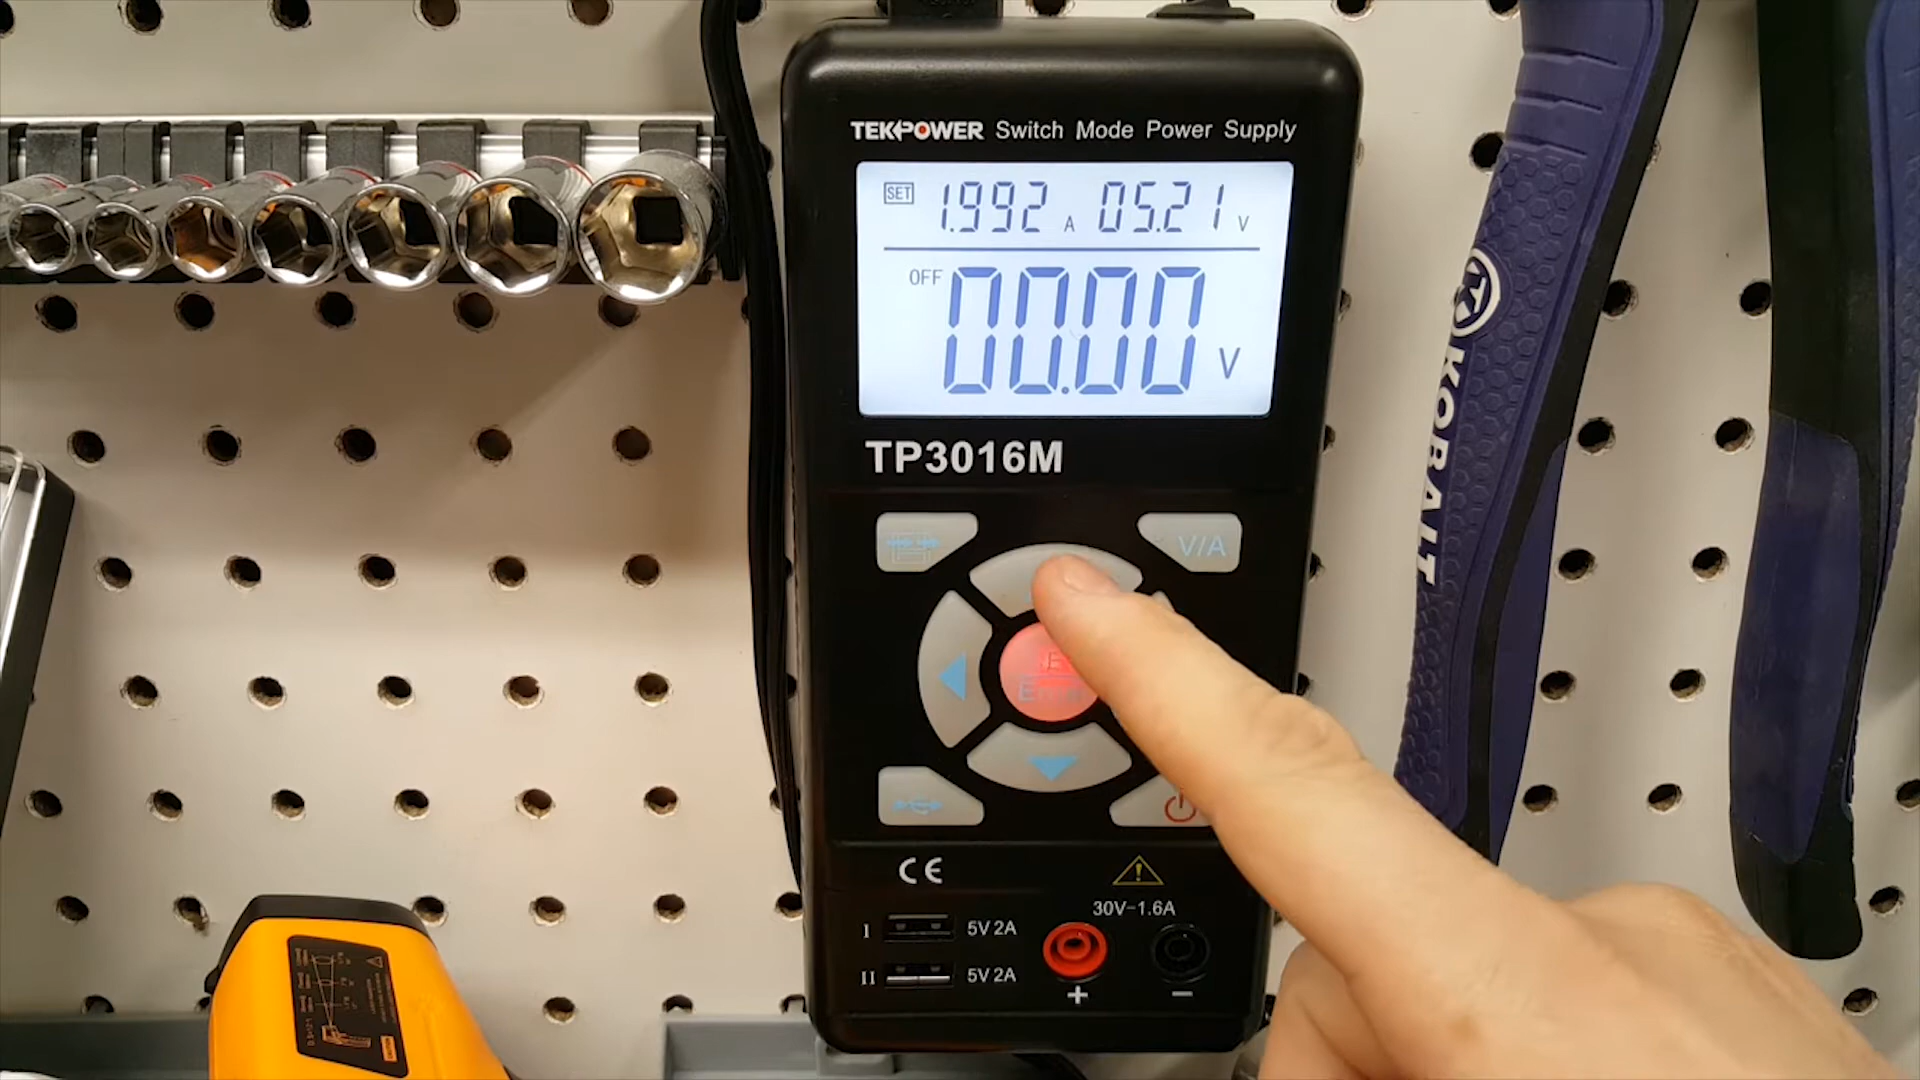 TEKPOWER Switch Mode Power Supply
SET 1.992 A 05.21 V
OFF 00.00 V
TP3016M
V/A
KOBALT
CE
30V-1.6A
I 5V 2A
II 5V 2A
+ -